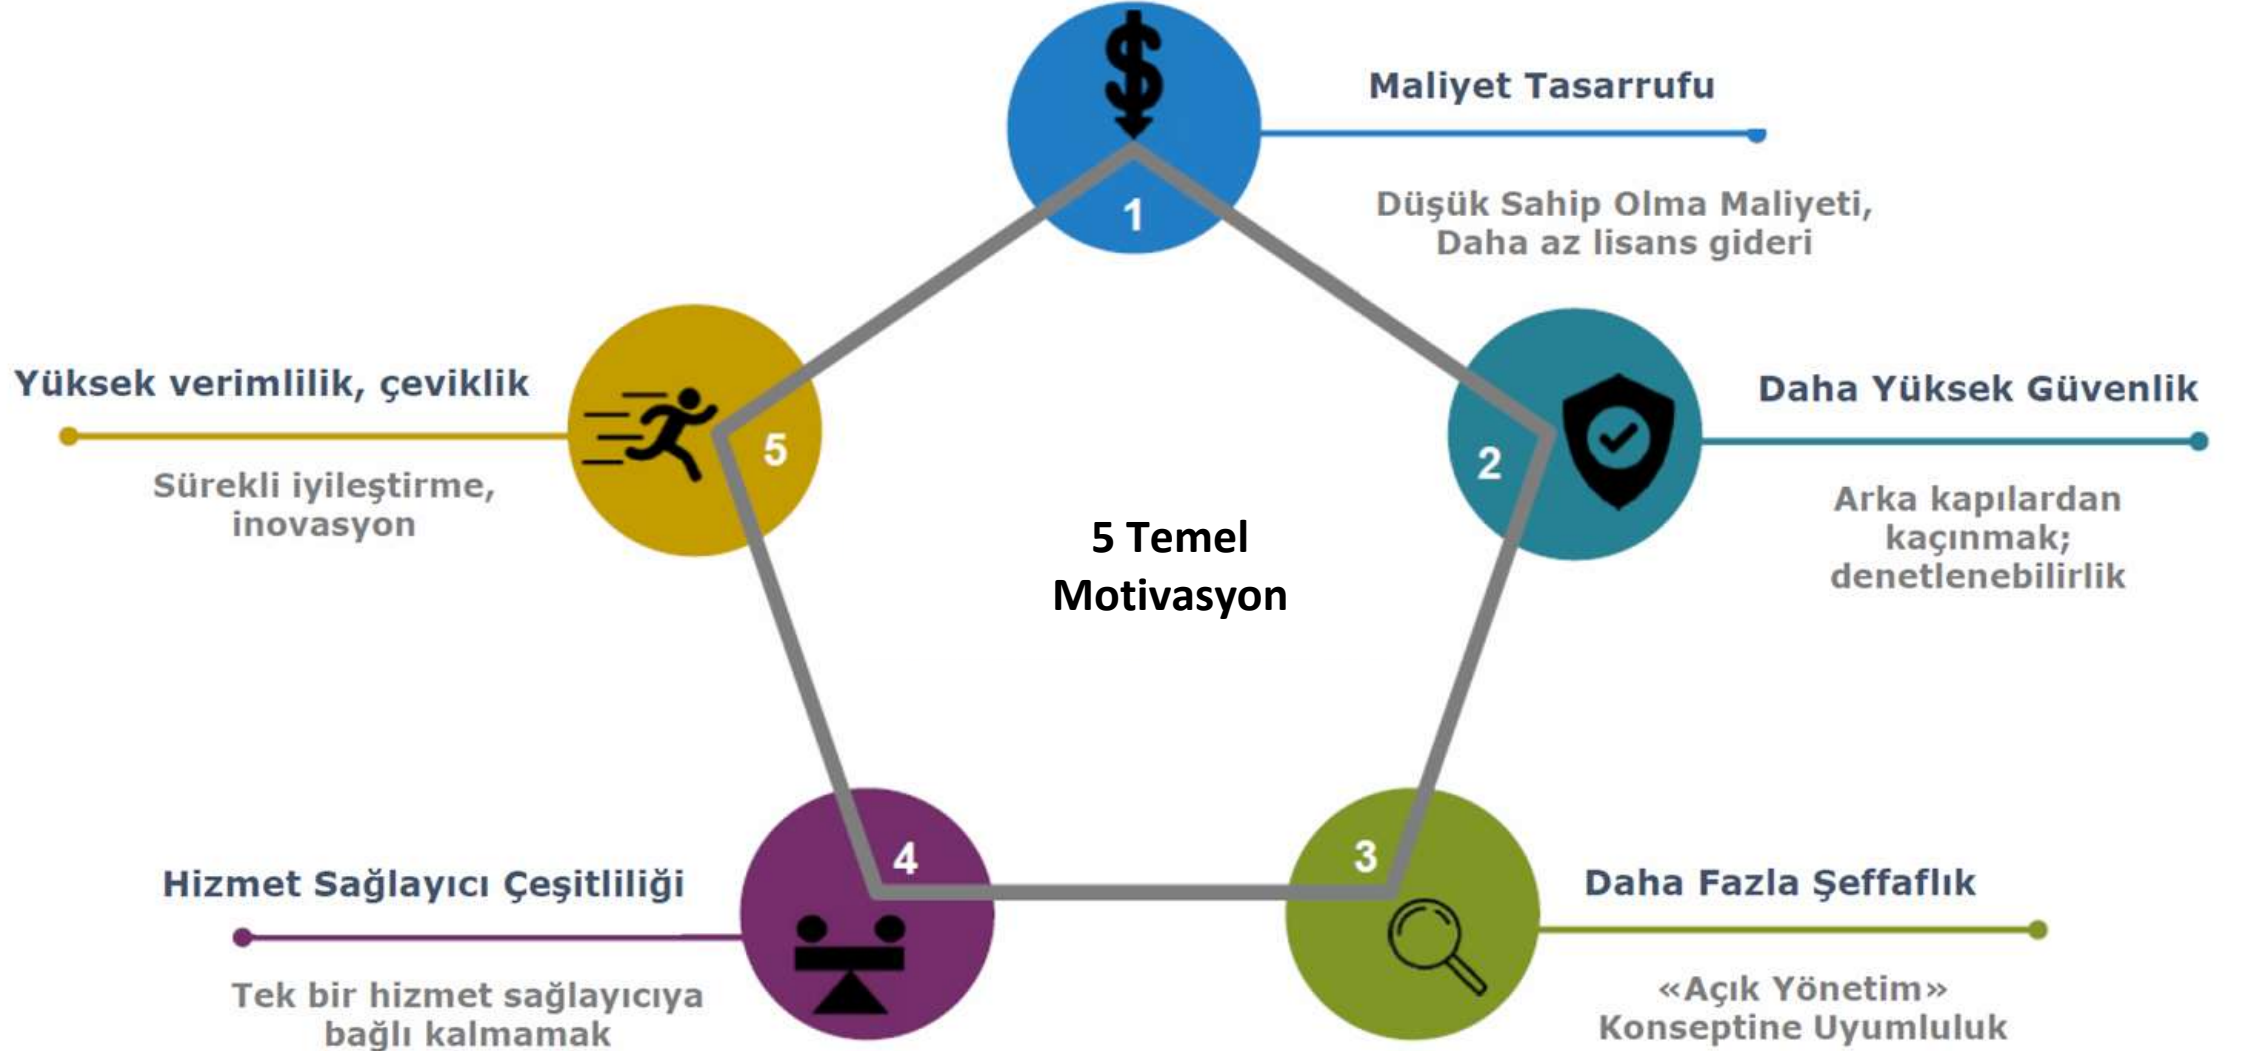 Maliyet Tasarrufu
Düşük Sahip Olma Maliyeti,
Daha az lisans gideri
1
Daha Yüksek Güvenlik
Arka kapılardan
kaçınmak;
denetlenebilirlik
2
Daha Fazla Şeffaflık
«Açık Yönetim»
Konseptine Uyumluluk
3
Hizmet Sağlayıcı Çeşitliliği
Tek bir hizmet sağlayıcıya
bağlı kalmamak
4
Yüksek verimlilik, çeviklik
Sürekli iyileştirme,
inovasyon
5
5 Temel
Motivasyon